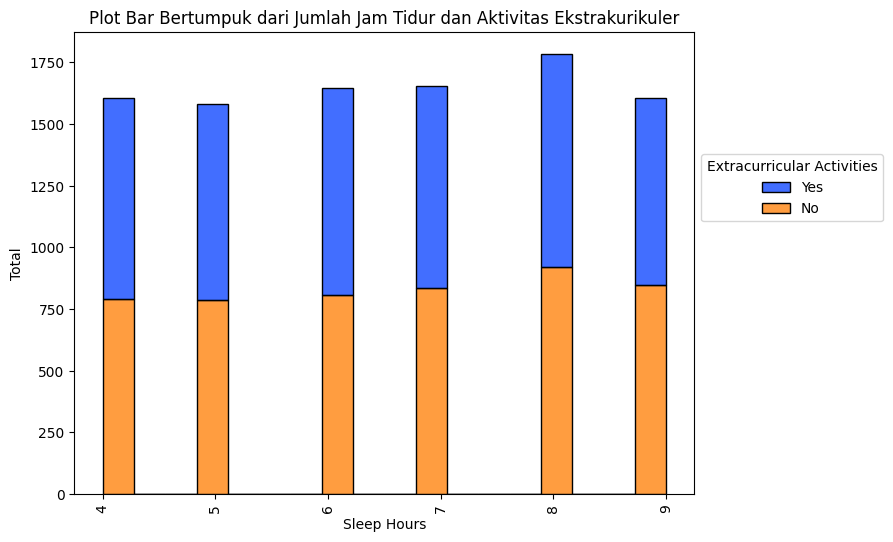 Plot Bar Bertumpuk dari Jumlah Jam Tidur dan Aktivitas Ekstrakurikuler
1750
1500
1250
1000
750
500
250
0
Total
4 5 6 7 8 9
Sleep Hours
Extracurricular Activities
Yes
No